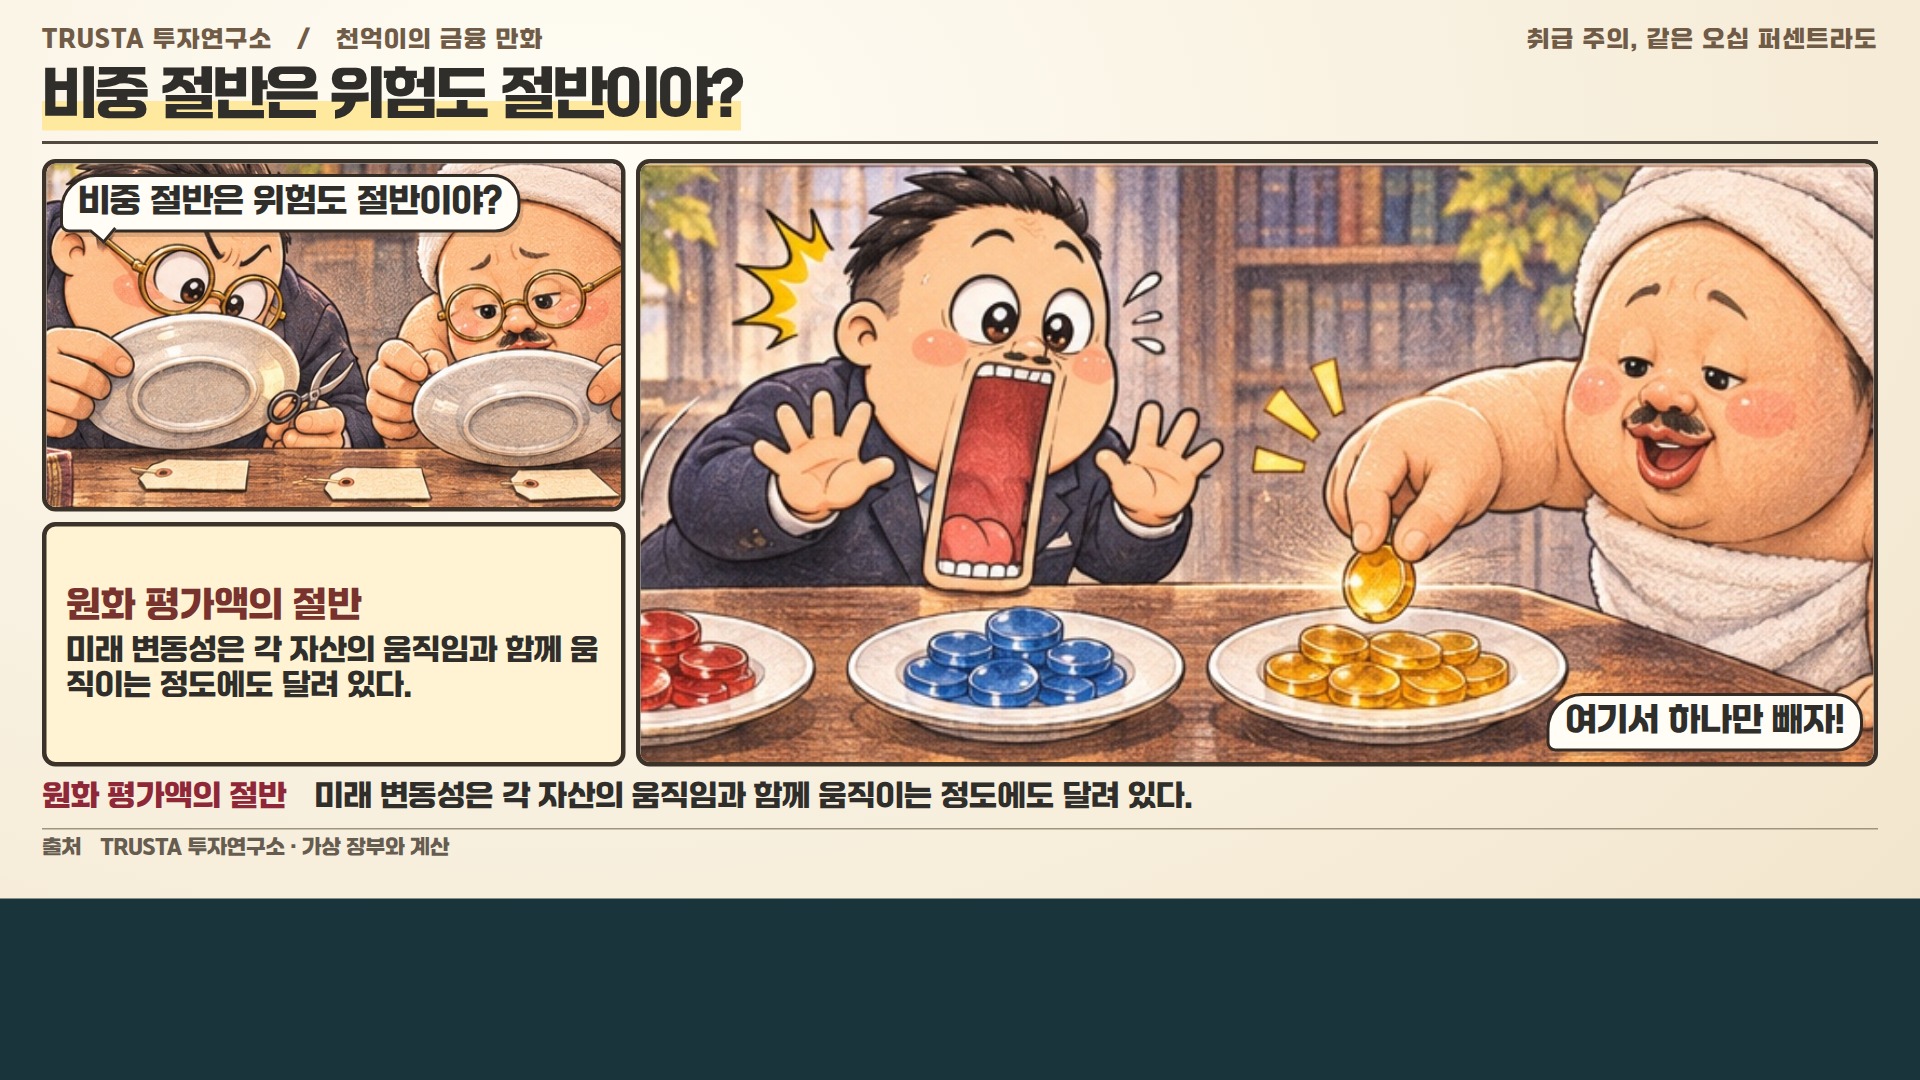 TRUSTA 투자연구소 / 천억이의 금융 만화
취급 주의, 같은 오십 퍼센트라도
비중 절반은 위험도 절반이야?
비중 절반은 위험도 절반이야?
원화 평가액의 절반
미래 변동성은 각 자산의 움직임과 함께 움
직이는 정도에도 달려 있다.
여기서 하나만 빼자!
원화 평가액의 절반 미래 변동성은 각 자산의 움직임과 함께 움직이는 정도에도 달려 있다.
출처 TRUSTA 투자연구소 · 가상 장부와 계산